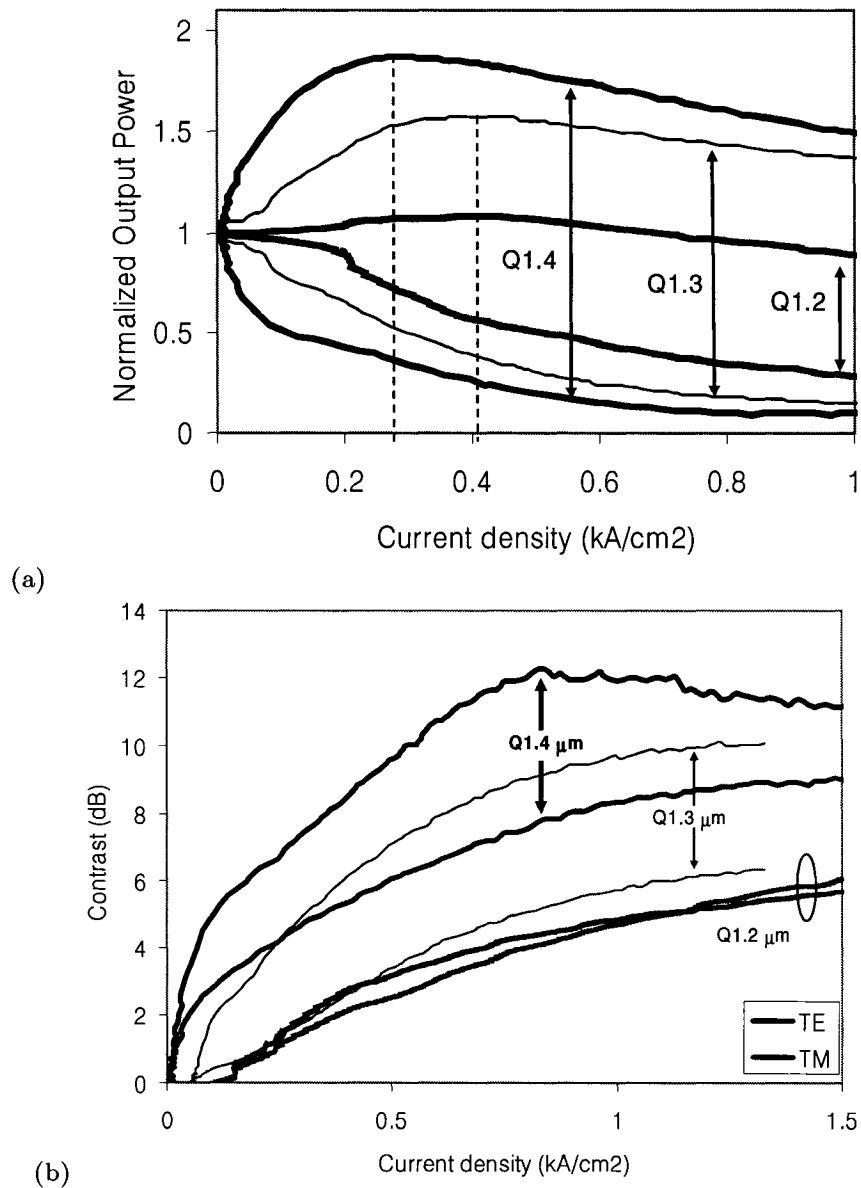 2
1.5
1
0.5
0
Normalized Output Power
Q1.4
Q1.3
Q1.2
0 0.2 0.4 0.6 0.8 1
Current density (kA/cm2)
(a)
14
12
10
8
6
4
2
0
Contrast (dB)
Q1.4 μm
Q1.3 μm
Q1.2 μm
TE
TM
0 0.5 1 1.5
Current density (kA/cm2)
(b)